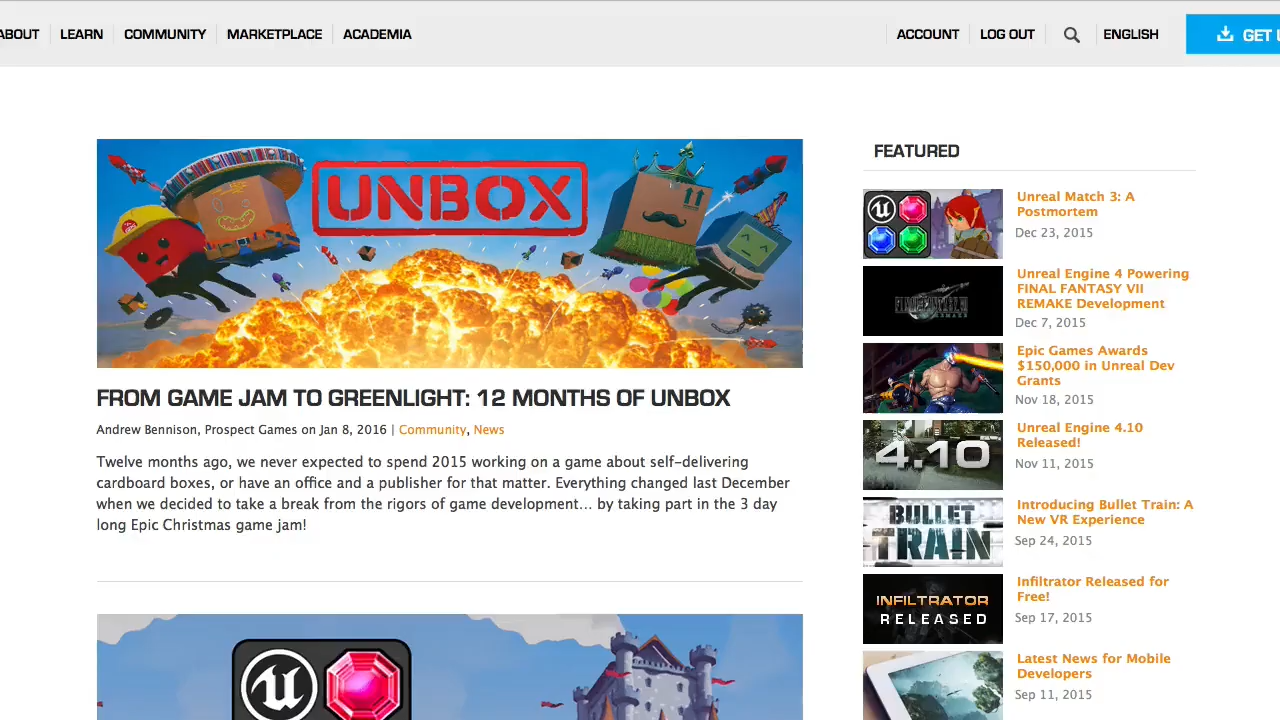 ABOUT LEARN COMMUNITY MARKETPLACE ACADEMIA ACCOUNT LOG OUT ENGLISH GET
UNBOX
FROM GAME JAM TO GREENLIGHT: 12 MONTHS OF UNBOX
Andrew Bennison, Prospect Games on Jan 8, 2016 | Community, News
Twelve months ago, we never expected to spend 2015 working on a game about self-delivering
cardboard boxes, or have an office and a publisher for that matter. Everything changed last December
when we decided to take a break from the rigors of game development... by taking part in the 3 day
long Epic Christmas game jam!
FEATURED
Unreal Match 3: A
Postmortem
Dec 23, 2015
Unreal Engine 4 Powering
FINAL FANTASY VII
REMAKE Development
Dec 7, 2015
Epic Games Awards
$150,000 in Unreal Dev
Grants
Nov 18, 2015
4.10
Unreal Engine 4.10
Released!
Nov 11, 2015
BULLET
TRAIN
Introducing Bullet Train: A
New VR Experience
Sep 24, 2015
INFILTRATOR
RELEASED
Infiltrator Released for
Free!
Sep 17, 2015
Latest News for Mobile
Developers
Sep 11, 2015